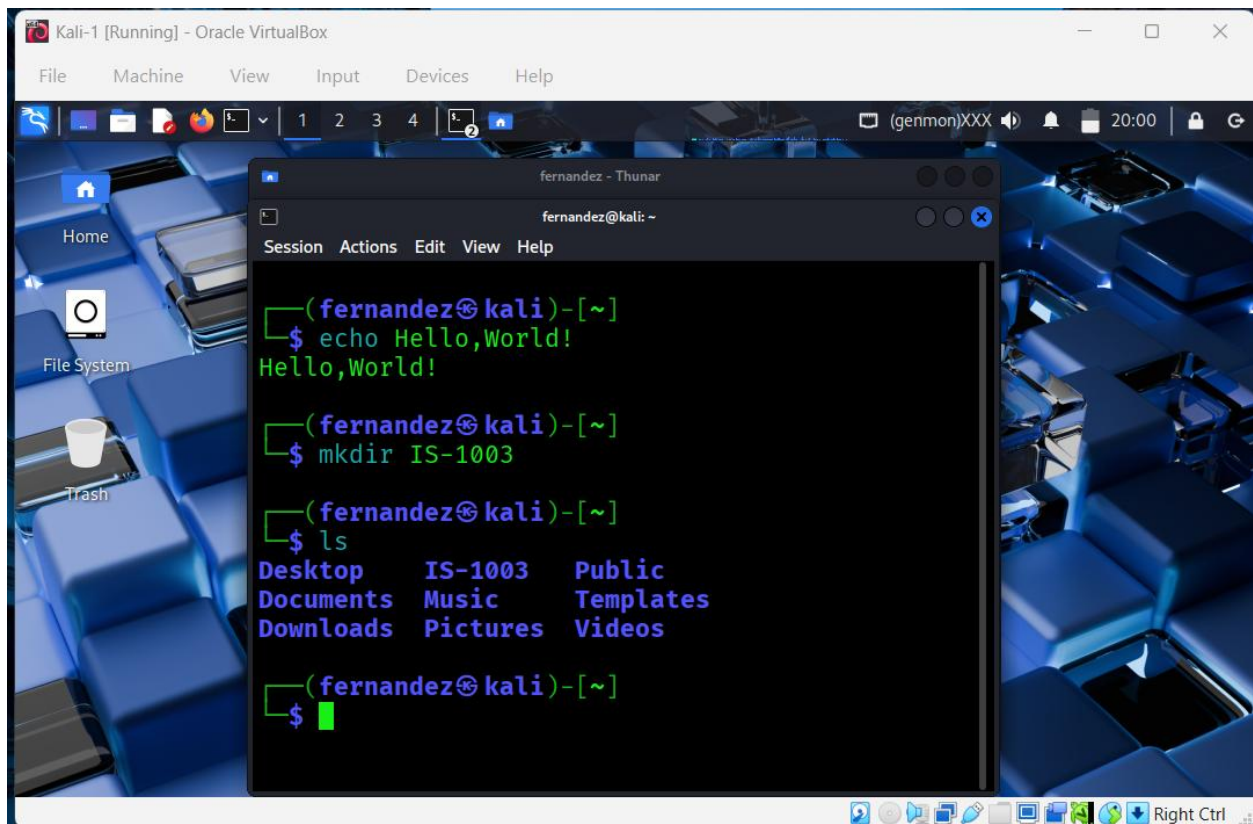 Kali-1 [Running] - Oracle VirtualBox
File Machine View Input Devices Help
1 2 3 4 2 (genmon)XXX 20:00
Home
File System
Trash
fernandez - Thunar
fernandez@kali: ~
Session Actions Edit View Help
┌──(fernandez㉿kali)-[~]
└─$ echo Hello,World!
Hello,World!
┌──(fernandez㉿kali)-[~]
└─$ mkdir IS-1003
┌──(fernandez㉿kali)-[~]
└─$ ls
Desktop IS-1003 Public
Documents Music Templates
Downloads Pictures Videos
┌──(fernandez㉿kali)-[~]
└─$
Right Ctrl